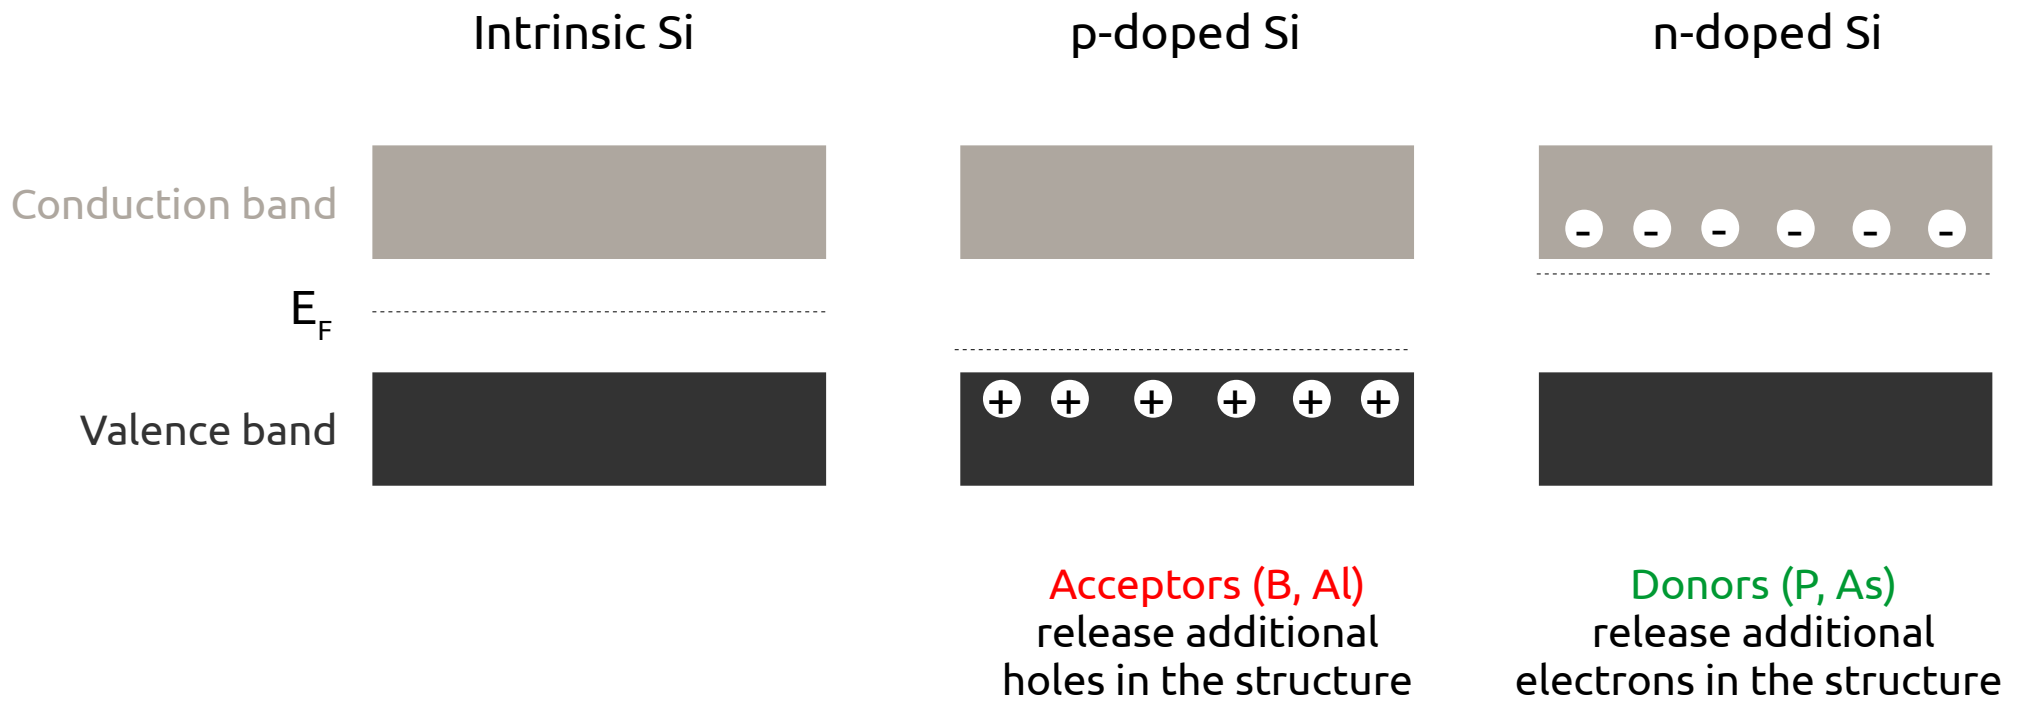 Intrinsic Si
p-doped Si
n-doped Si
Conduction band
- - - - - -
E_F
+ + + + + +
Valence band
Acceptors (B, Al)
release additional
holes in the structure
Donors (P, As)
release additional
electrons in the structure